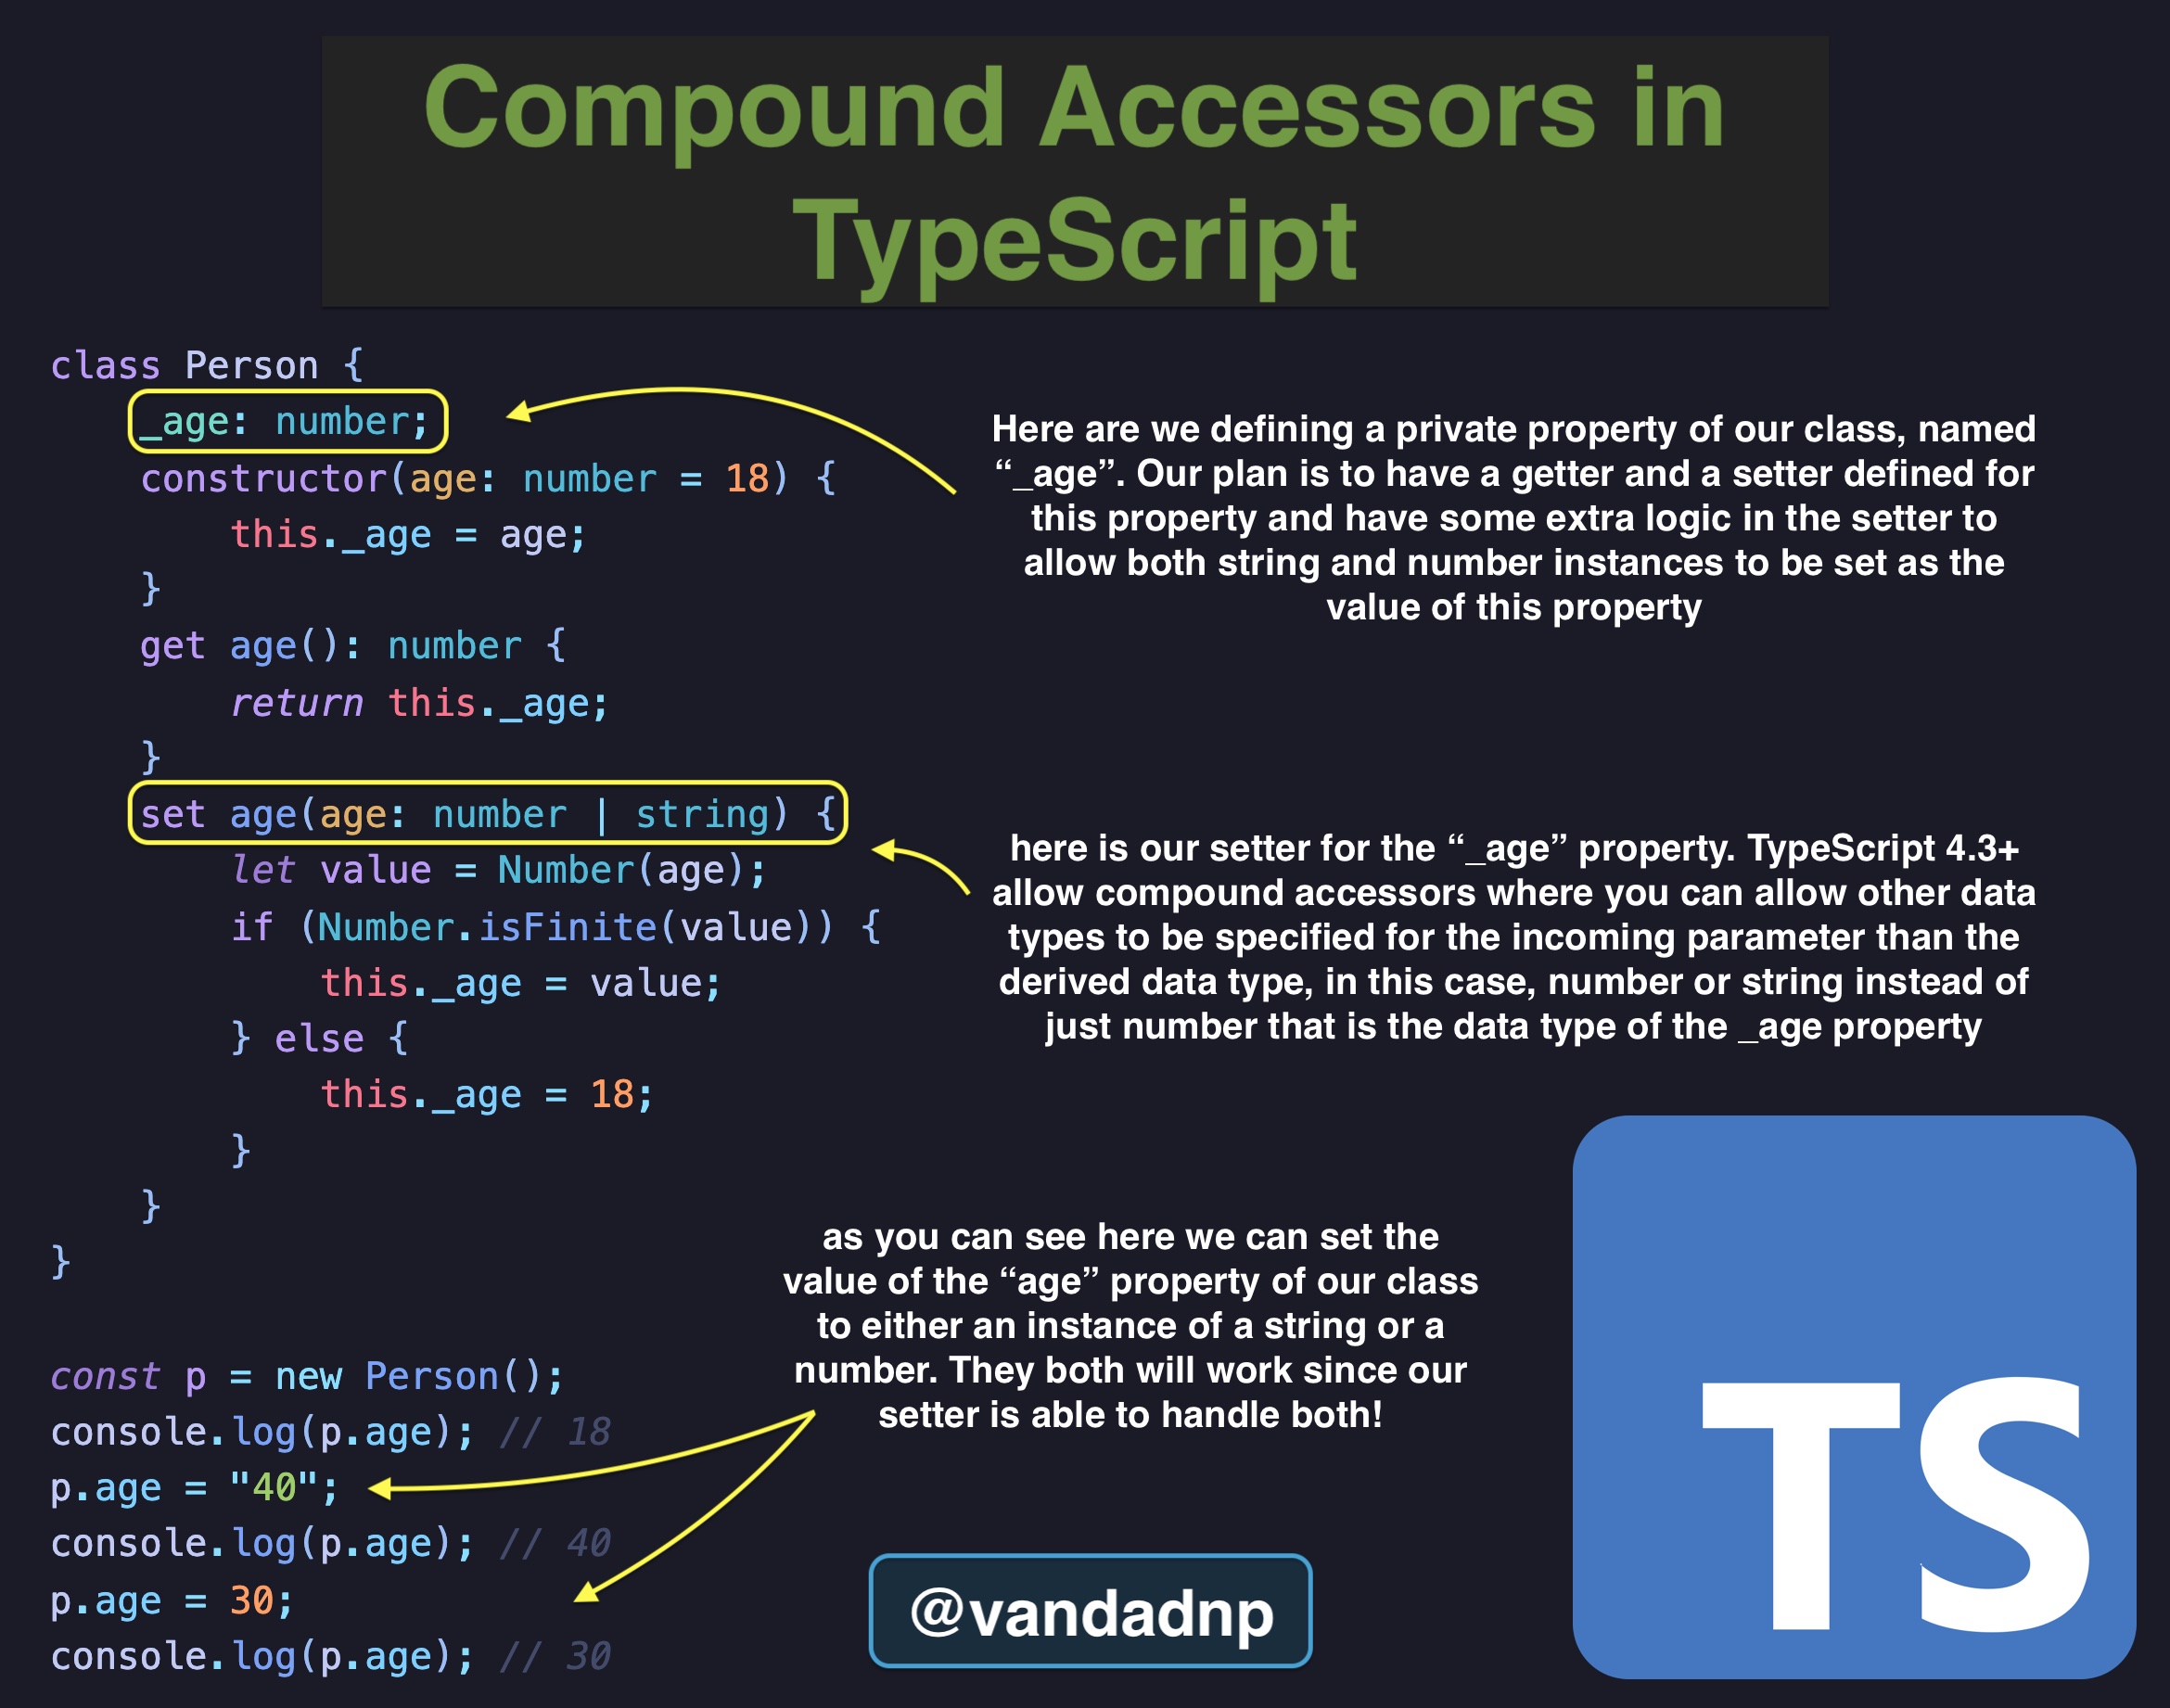 Compound Accessors in
TypeScript
class Person {
    _age: number;
    constructor(age: number = 18) {
        this._age = age;
    }
    get age(): number {
        return this._age;
    }
    set age(age: number | string) {
        let value = Number(age);
        if (Number.isFinite(value)) {
            this._age = value;
        } else {
            this._age = 18;
        }
    }
}
const p = new Person();
console.log(p.age); // 18
p.age = "40";
console.log(p.age); // 40
p.age = 30;
console.log(p.age); // 30
Here are we defining a private property of our class, named
“_age”. Our plan is to have a getter and a setter defined for
this property and have some extra logic in the setter to
allow both string and number instances to be set as the
value of this property
here is our setter for the “_age” property. TypeScript 4.3+
allow compound accessors where you can allow other data
types to be specified for the incoming parameter than the
derived data type, in this case, number or string instead of
just number that is the data type of the _age property
as you can see here we can set the
value of the “age” property of our class
to either an instance of a string or a
number. They both will work since our
setter is able to handle both!
@vandadnp
TS